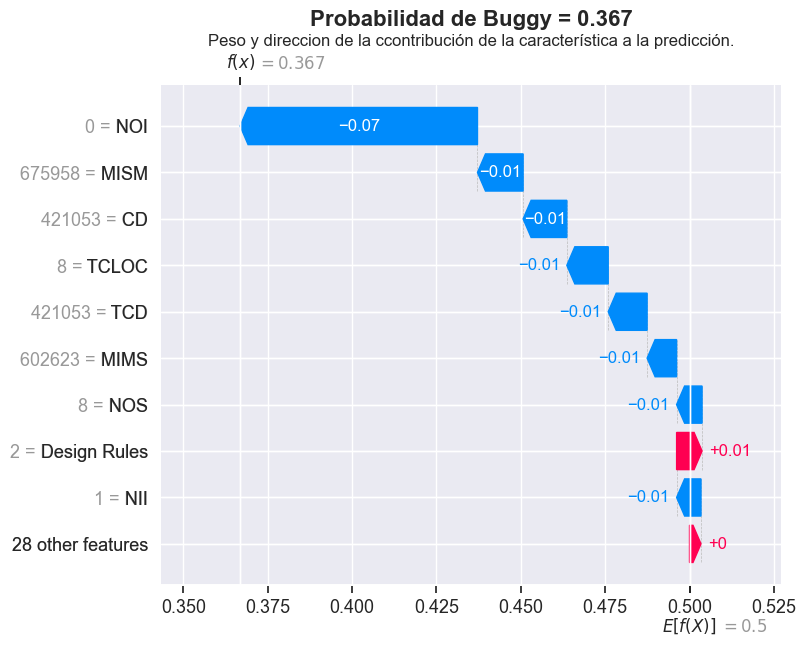 Probabilidad de Buggy = 0.367
Peso y direccion de la ccontribución de la característica a la predicción.
f(x) = 0.367
0 = NOI
−0.07
675958 = MISM
−0.01
421053 = CD
−0.01
8 = TCLOC
−0.01
421053 = TCD
−0.01
602623 = MIMS
−0.01
8 = NOS
−0.01
2 = Design Rules
+0.01
1 = NII
−0.01
28 other features
+0
0.350 0.375 0.400 0.425 0.450 0.475 0.500 0.525
E[f(X)] = 0.5